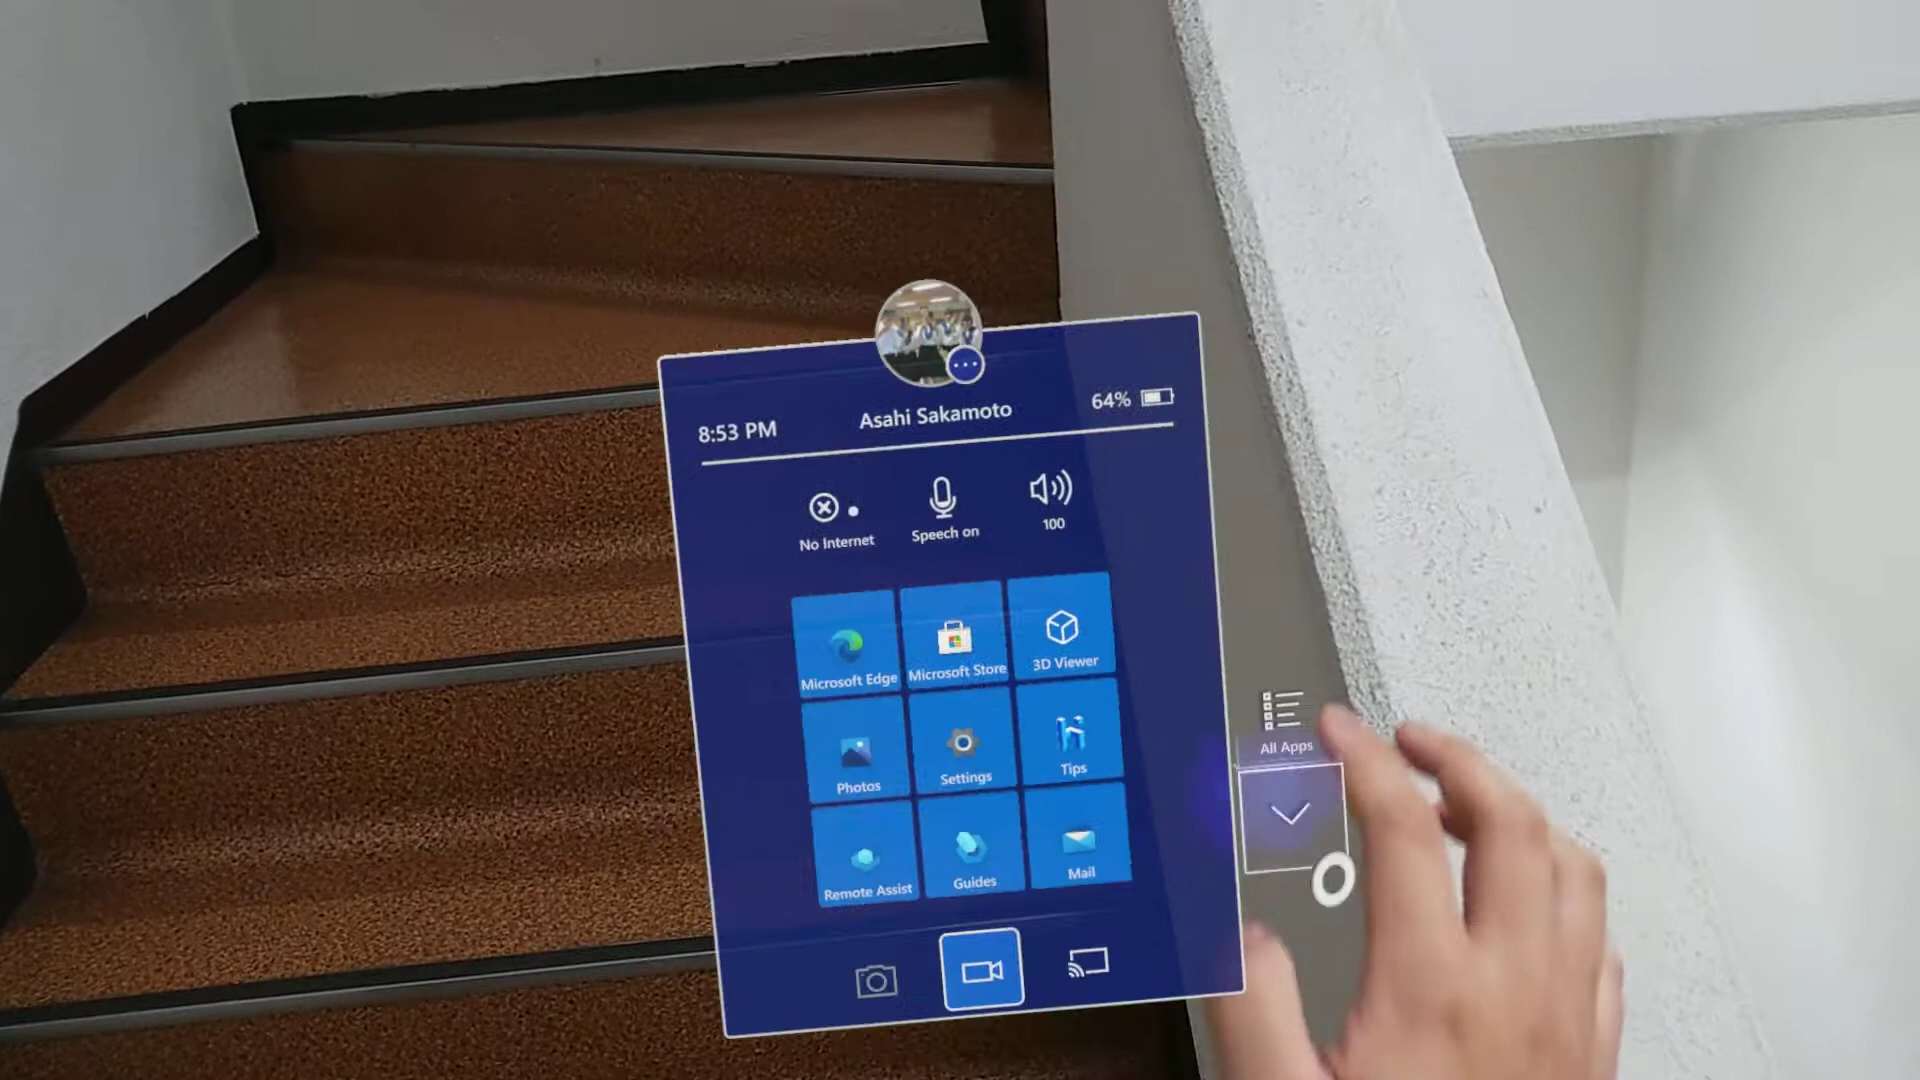 8:53 PM
Asahi Sakamoto
64%
No Internet
Speech on
100
Microsoft Edge
Microsoft Store
3D Viewer
Photos
Settings
Tips
Remote Assist
Guides
Mail
All Apps